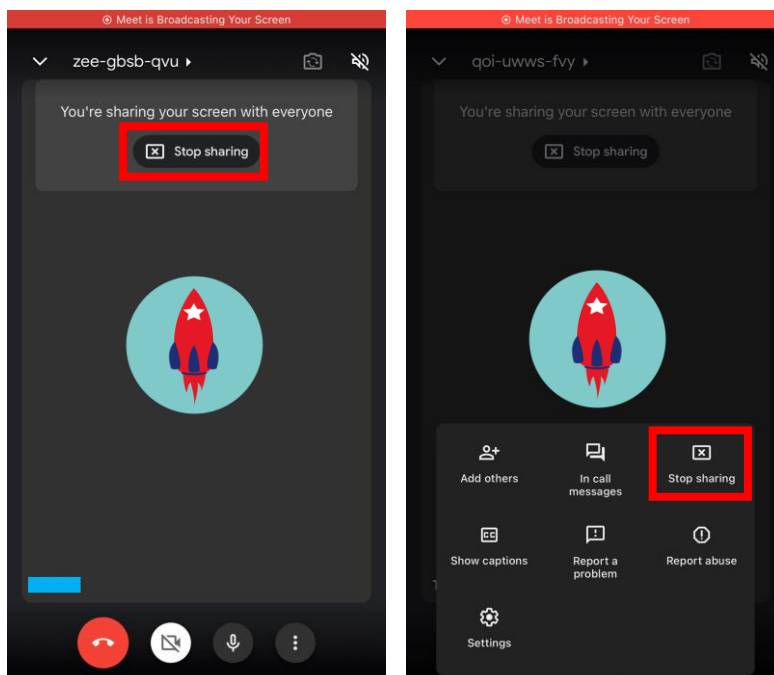 Meet is Broadcasting Your Screen
zee-gbsb-qvu
You're sharing your screen with everyone
Stop sharing
Meet is Broadcasting Your Screen
qoi-uwws-fvy
You're sharing your screen with everyone
Stop sharing
Add others
In call
messages
Stop sharing
Show captions
Report a
problem
Report abuse
Settings